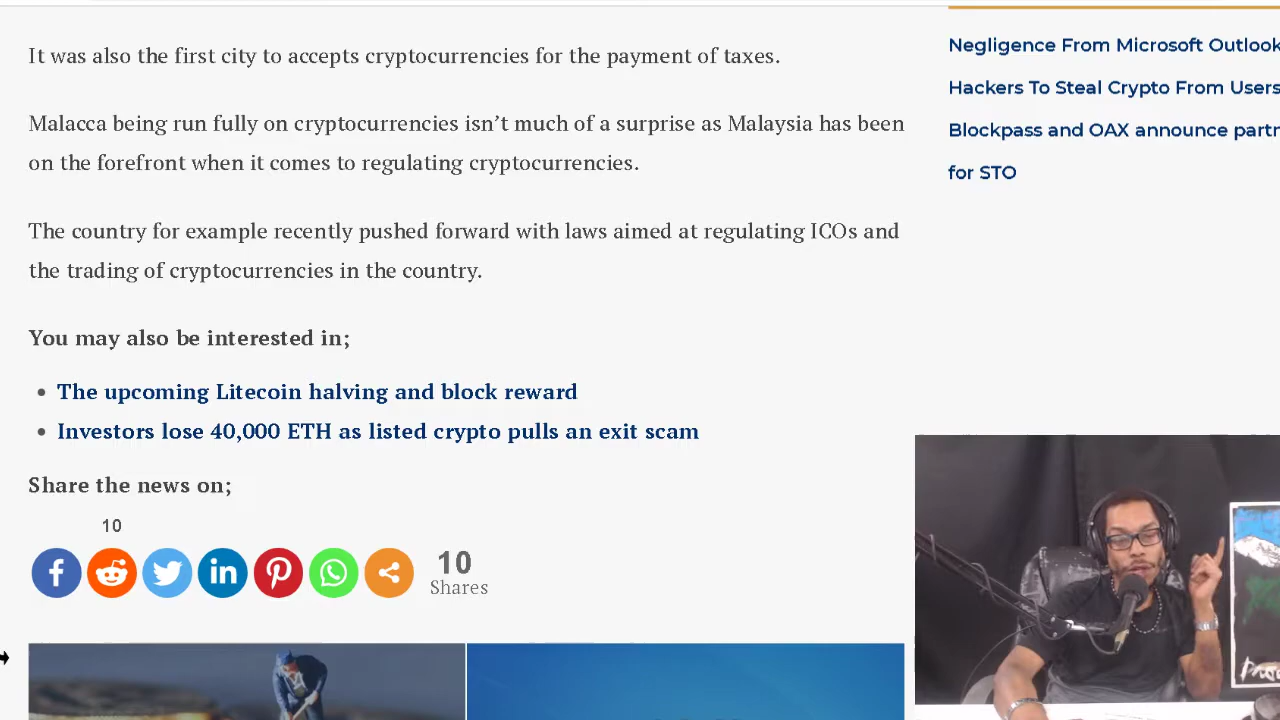 It was also the first city to accepts cryptocurrencies for the payment of taxes.
Malacca being run fully on cryptocurrencies isn't much of a surprise as Malaysia has been
on the forefront when it comes to regulating cryptocurrencies.
The country for example recently pushed forward with laws aimed at regulating ICOs and
the trading of cryptocurrencies in the country.
You may also be interested in;
The upcoming Litecoin halving and block reward
Investors lose 40,000 ETH as listed crypto pulls an exit scam
Share the news on;
10
10
Shares
Negligence From Microsoft Outlook
Hackers To Steal Crypto From Users
Blockpass and OAX announce partn
for STO